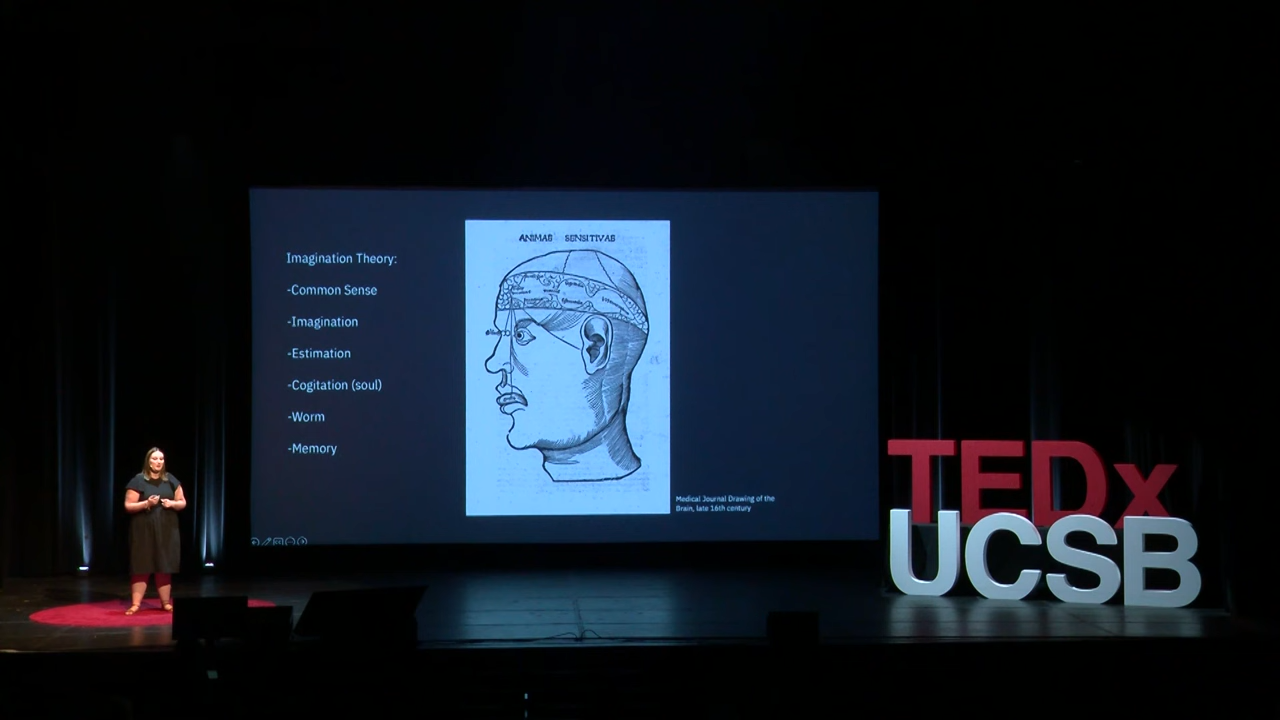 Imagination Theory:
-Common Sense
-Imagination
-Estimation
-Cogitation (soul)
-Worm
-Memory
ANIMAE SENSITIVAE
Medical Journal Drawing of the
Brain, late 16th century
TEDx
UCSB